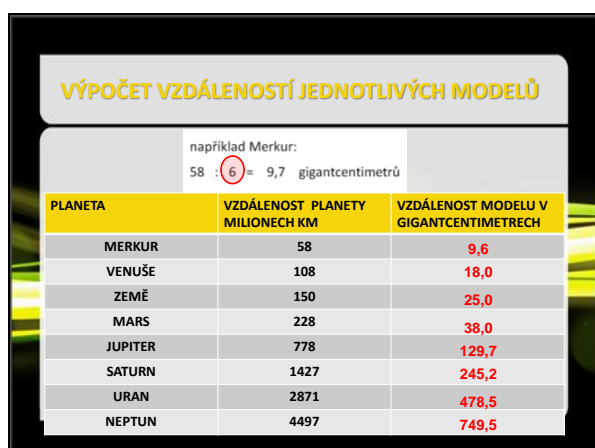 VÝPOČET VZDÁLENOSTÍ JEDNOTLIVÝCH MODELŮ
například Merkur:
58 : 6 = 9,7 gigantcentimetrů
PLANETA VZDÁLENOST PLANETY MILIONECH KM VZDÁLENOST MODELU V GIGANTCENTIMETRECH
MERKUR 58 9,6
VENUŠE 108 18,0
ZEMĚ 150 25,0
MARS 228 38,0
JUPITER 778 129,7
SATURN 1427 245,2
URAN 2871 478,5
NEPTUN 4497 749,5